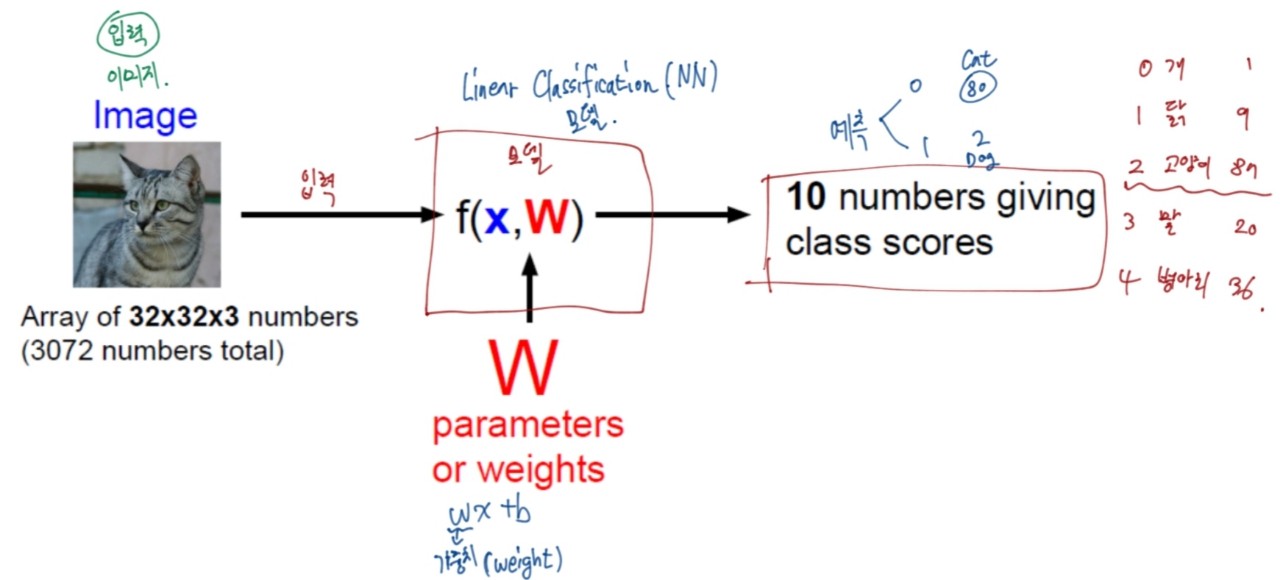 입력
이미지.
Image
입력
Array of 32x32x3 numbers
(3072 numbers total)
Linear Classification (NN)
모델.
모델
f(x,W)
W
parameters
or weights
wx + b
가중치 (weight)
예측
0 Cat 80
1 2 Dog
10 numbers giving
class scores
0 개 1
1 닭 9
2 고양이 87
3 말 20
4 병아리 36.